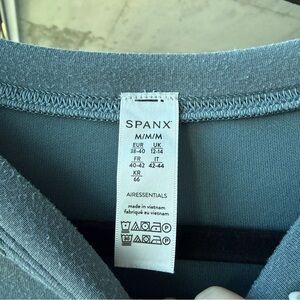 SPANX
M/M/M
EUR UK
38-40 12-14
FR IT
40-42 42-44
KR
66
AIRESSENTIALS
made in vietnam
fabriqué au vietnam